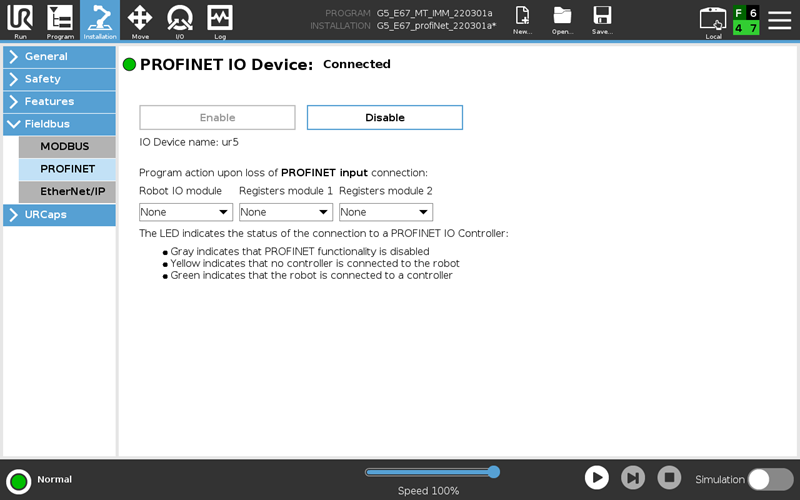 UR
PROGRAM G5_E67_MT_IMM_220301a
INSTALLATION G5_E67_profiNet_220301a*
F 6
4 7
Run Program Installation Move I/O Log New... Open... Save... Local
General
Safety
Features
Fieldbus
MODBUS
PROFINET
EtherNet/IP
URCaps
PROFINET IO Device: Connected
Enable Disable
IO Device name: ur5
Program action upon loss of PROFINET input connection:
Robot IO module Registers module 1 Registers module 2
None None None
The LED indicates the status of the connection to a PROFINET IO Controller:
Gray indicates that PROFINET functionality is disabled
Yellow indicates that no controller is connected to the robot
Green indicates that the robot is connected to a controller
Normal
Speed 100%
Simulation